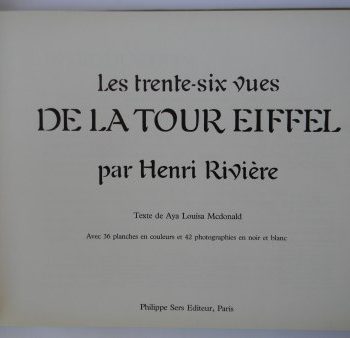 Les trente-six vues
DE LA TOUR EIFFEL
par Henri Rivière
Texte de Aya Louisa Mcdonald
Avec 36 planches en couleurs et 42 photographies en noir et blanc
Philippe Sers Editeur, Paris